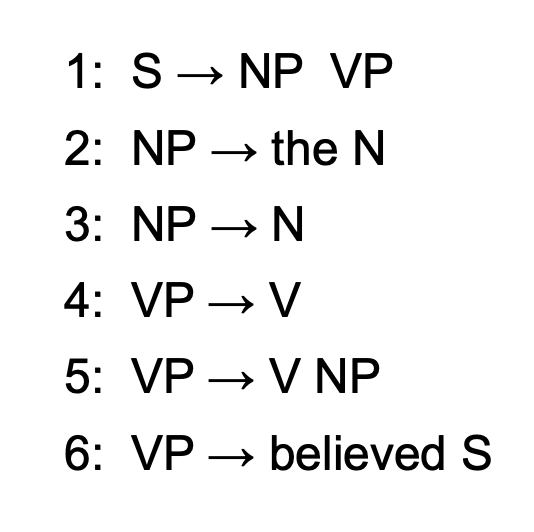 1: S → NP VP
2: NP → the N
3: NP → N
4: VP → V
5: VP → V NP
6: VP → believed S